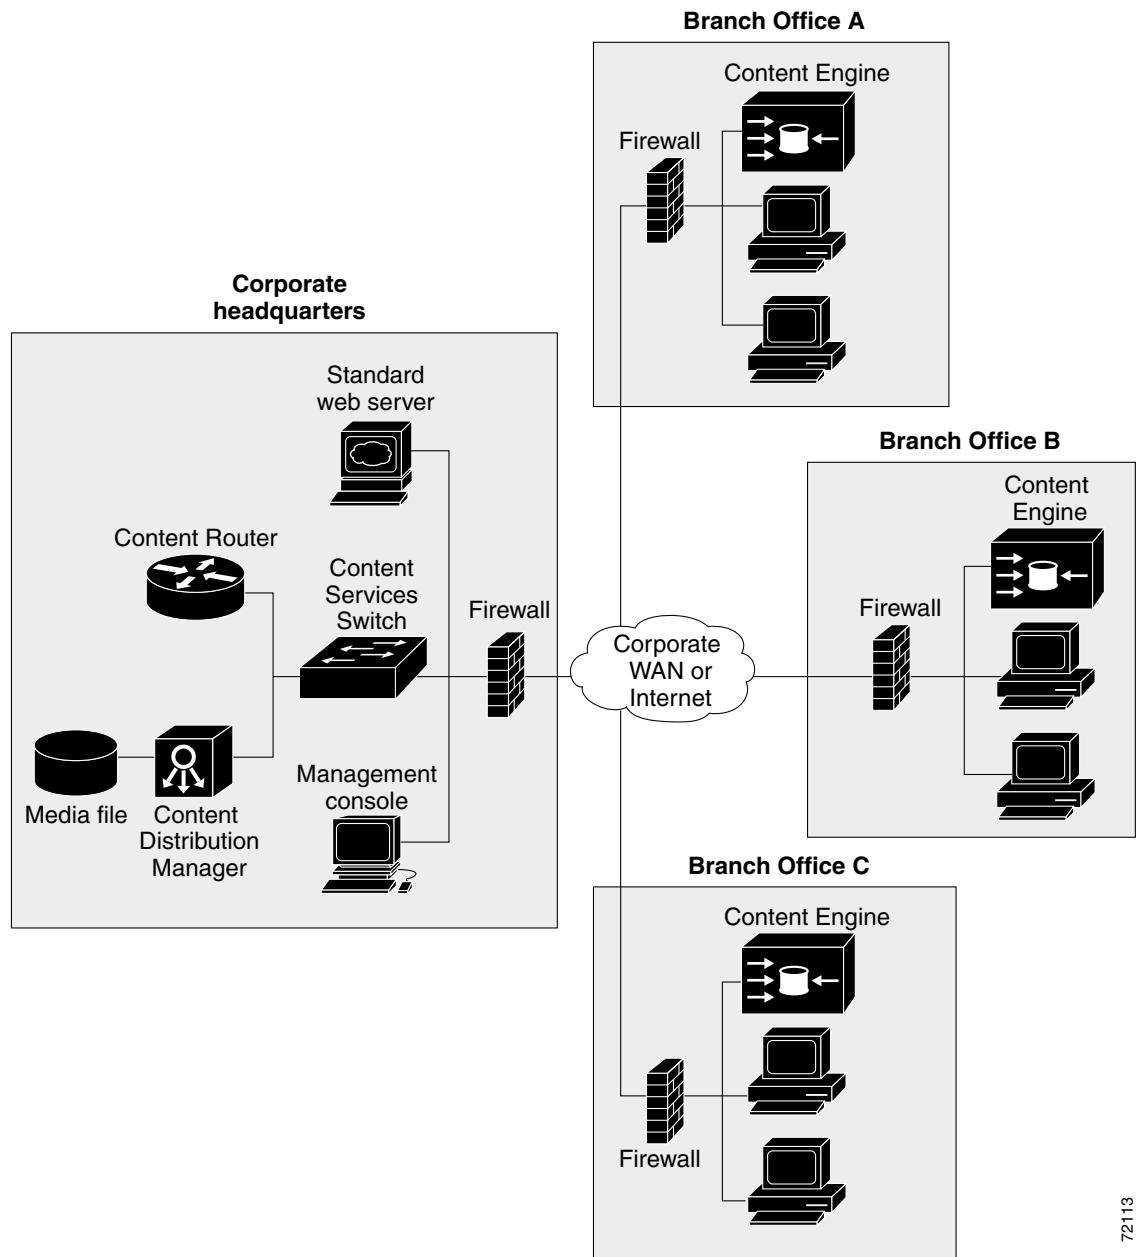 Branch Office A
Content Engine
Firewall
Corporate
headquarters
Standard
web server
Content Router
Content
Services
Switch
Firewall
Media file
Content
Distribution
Manager
Management
console
Corporate
WAN or
Internet
Branch Office B
Content
Engine
Firewall
Branch Office C
Content Engine
Firewall
72113